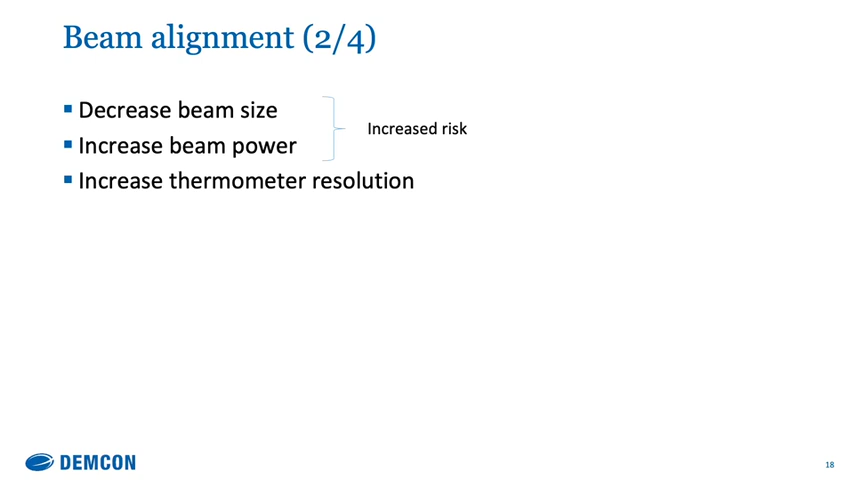 Beam alignment (2/4)
Decrease beam size
Increase beam power
Increased risk
Increase thermometer resolution
DEMCON
18